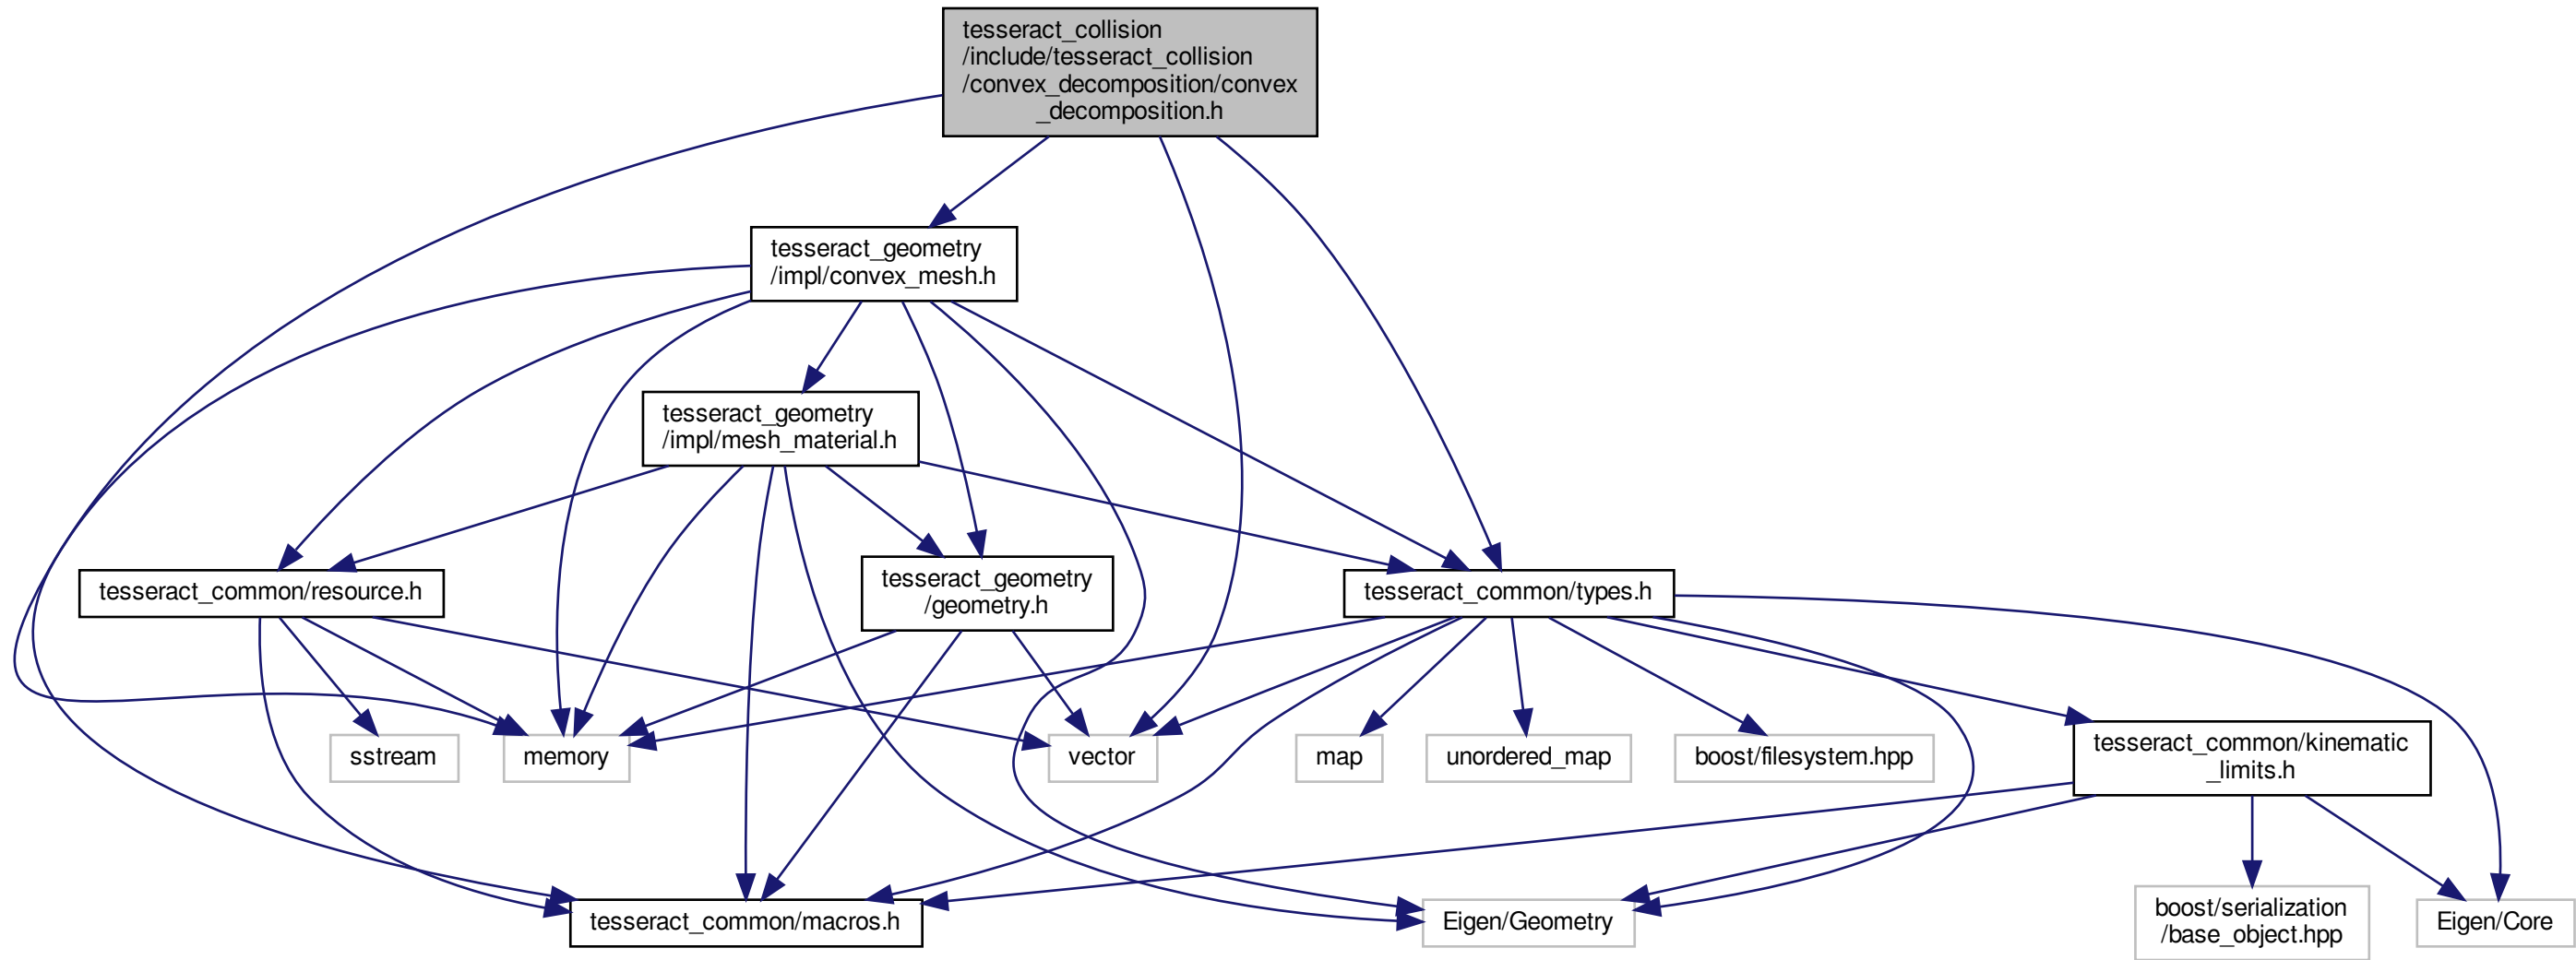 tesseract_collision
/include/tesseract_collision
/convex_decomposition/convex
_decomposition.h
tesseract_geometry
/impl/convex_mesh.h
tesseract_geometry
/impl/mesh_material.h
tesseract_common/resource.h
tesseract_geometry
/geometry.h
tesseract_common/types.h
sstream
memory
vector
map
unordered_map
boost/filesystem.hpp
tesseract_common/kinematic
_limits.h
tesseract_common/macros.h
Eigen/Geometry
boost/serialization
/base_object.hpp
Eigen/Core